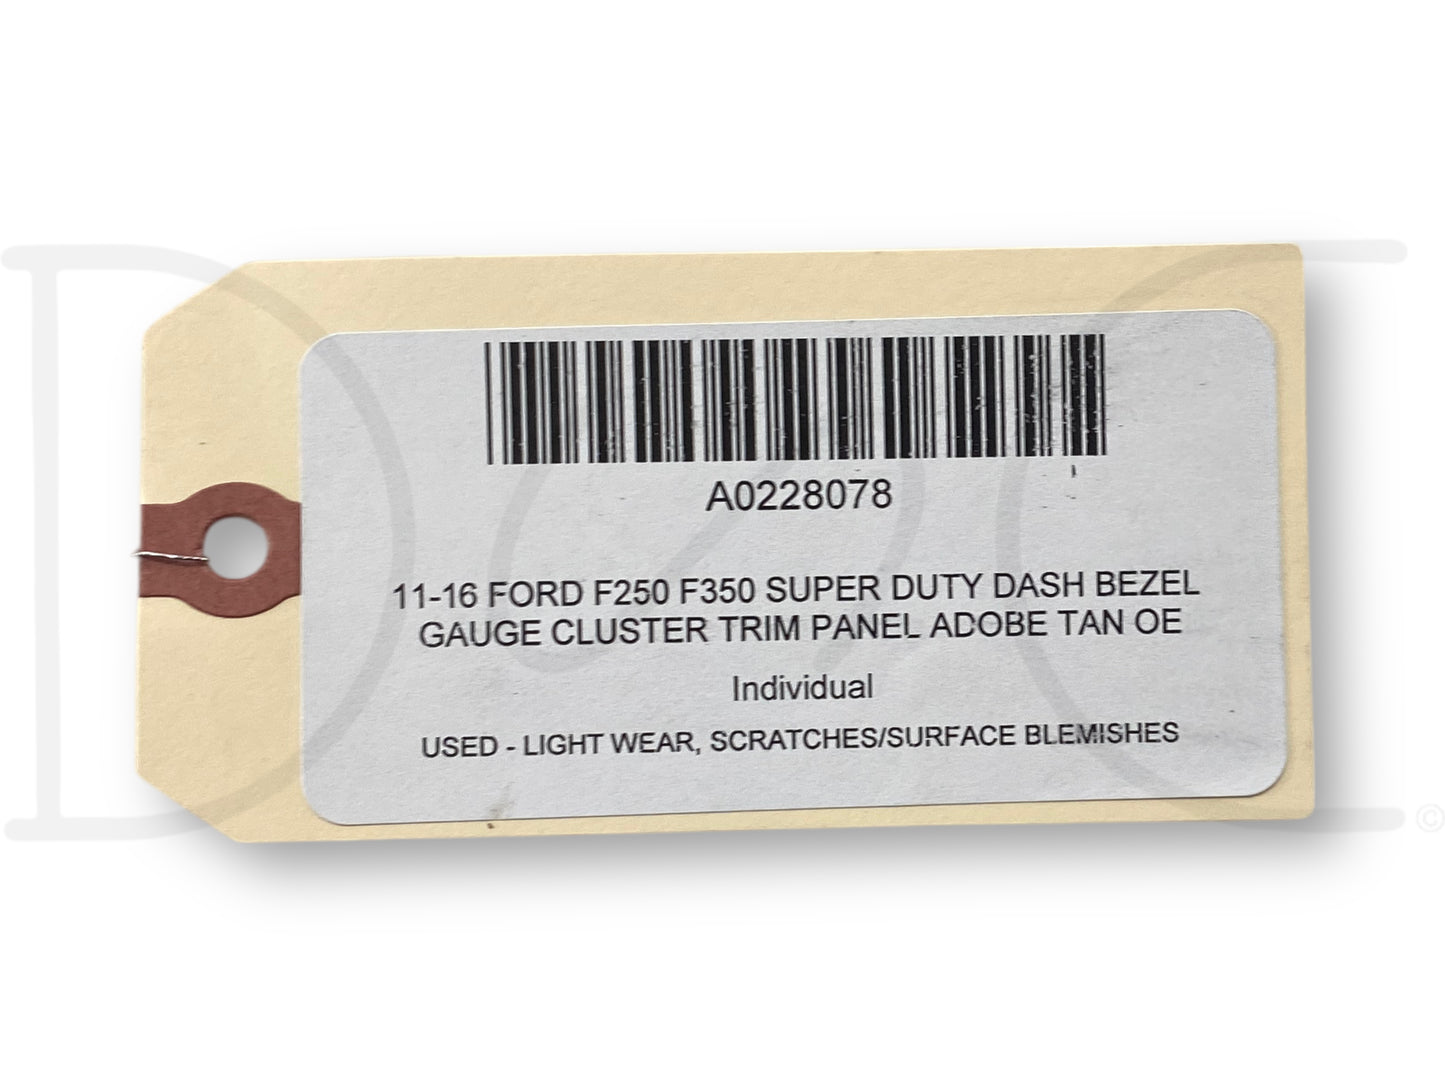 A0228078
11-16 FORD F250 F350 SUPER DUTY DASH BEZEL
GAUGE CLUSTER TRIM PANEL ADOBE TAN OE
Individual
USED - LIGHT WEAR, SCRATCHES/SURFACE BLEMISHES
©